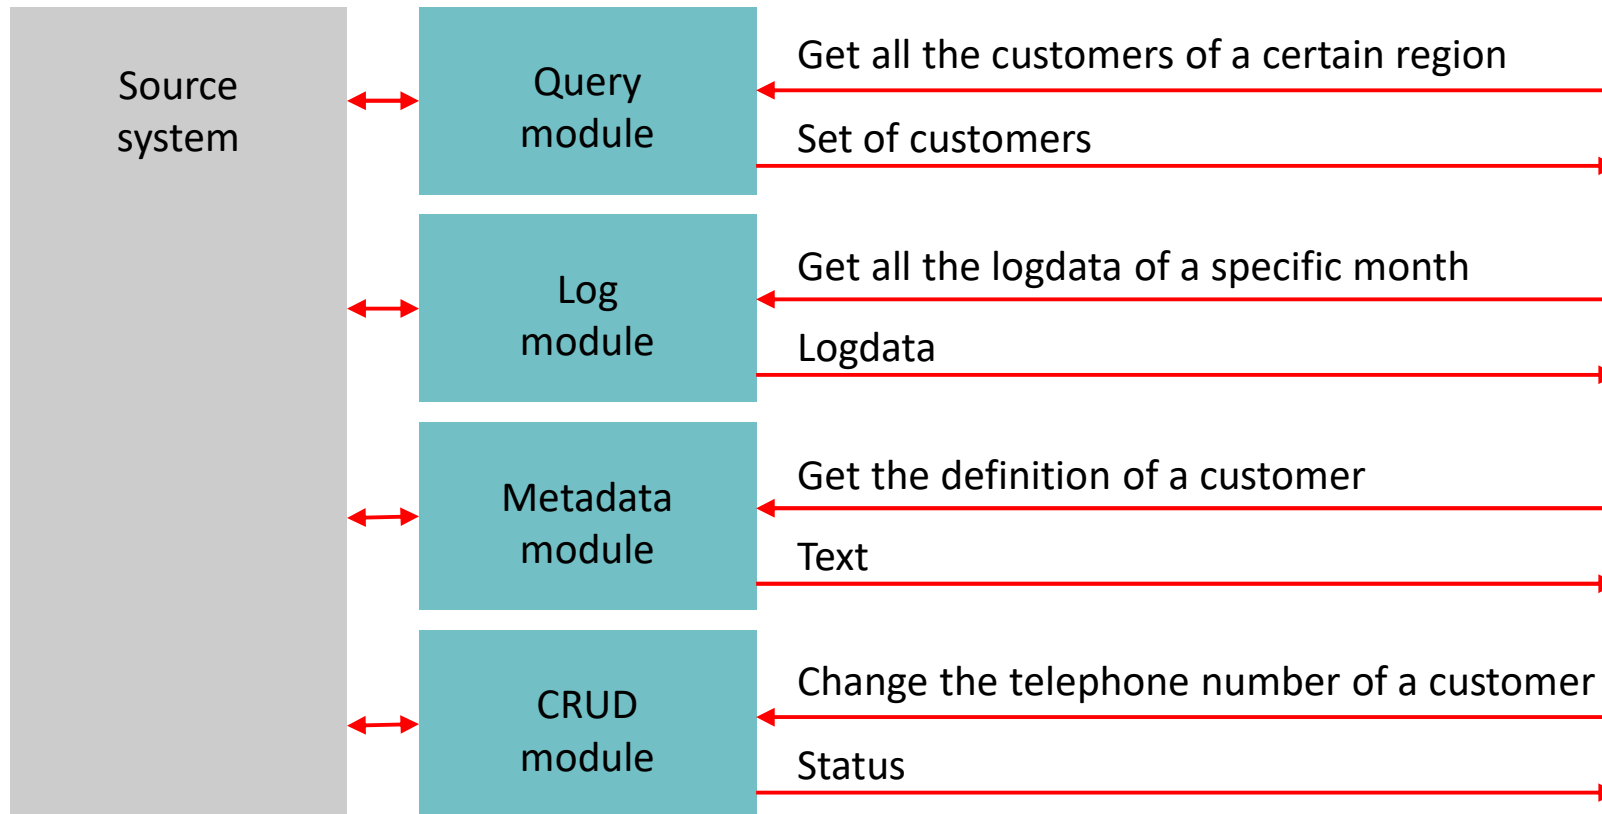 Source
system
Query
module
Get all the customers of a certain region
Set of customers
Log
module
Get all the logdata of a specific month
Logdata
Metadata
module
Get the definition of a customer
Text
CRUD
module
Change the telephone number of a customer
Status